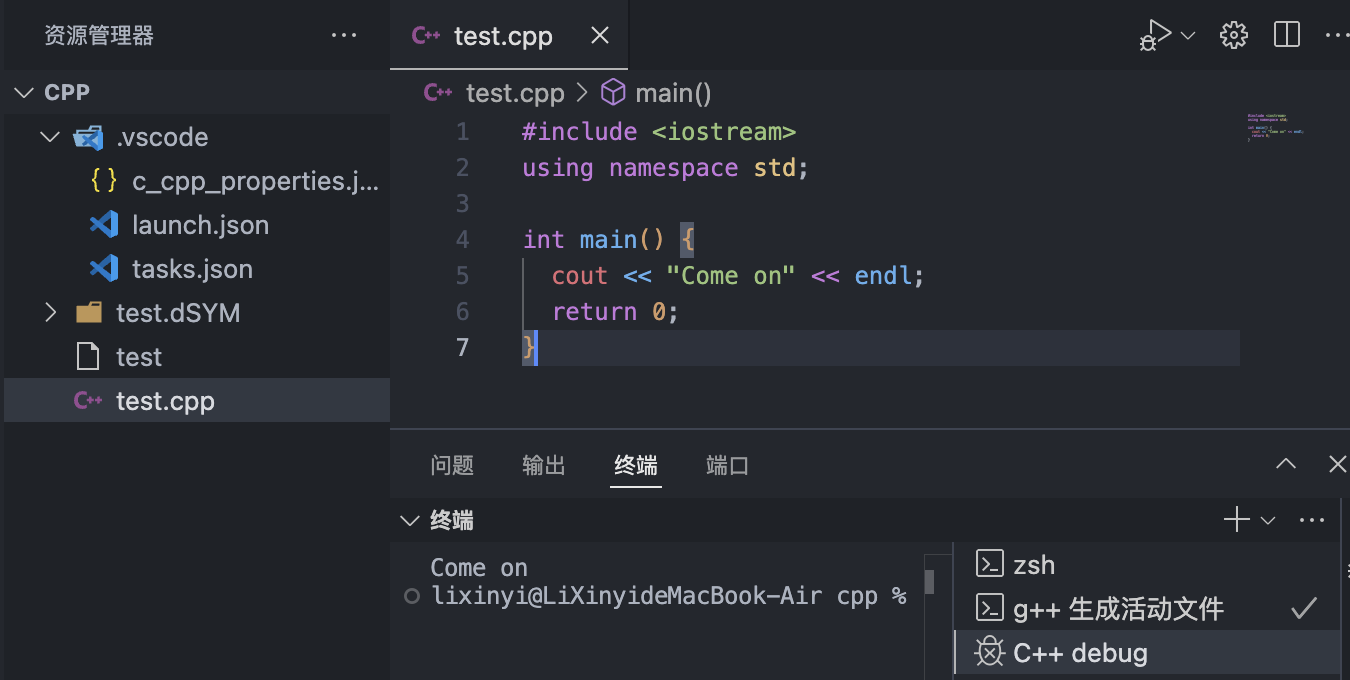 资源管理器 ···
C++ test.cpp
CPP
C++ test.cpp > main()
.vscode
{} c_cpp_properties.j...
launch.json
tasks.json
test.dSYM
test
C++ test.cpp
1 #include <iostream>
2 using namespace std;
3
4 int main() {
5 cout << "Come on" << endl;
6 return 0;
7 }
问题 输出 终端 端口
终端
Come on
lixinyi@LiXinyideMacBook-Air cpp %
zsh
g++ 生成活动文件
C++ debug